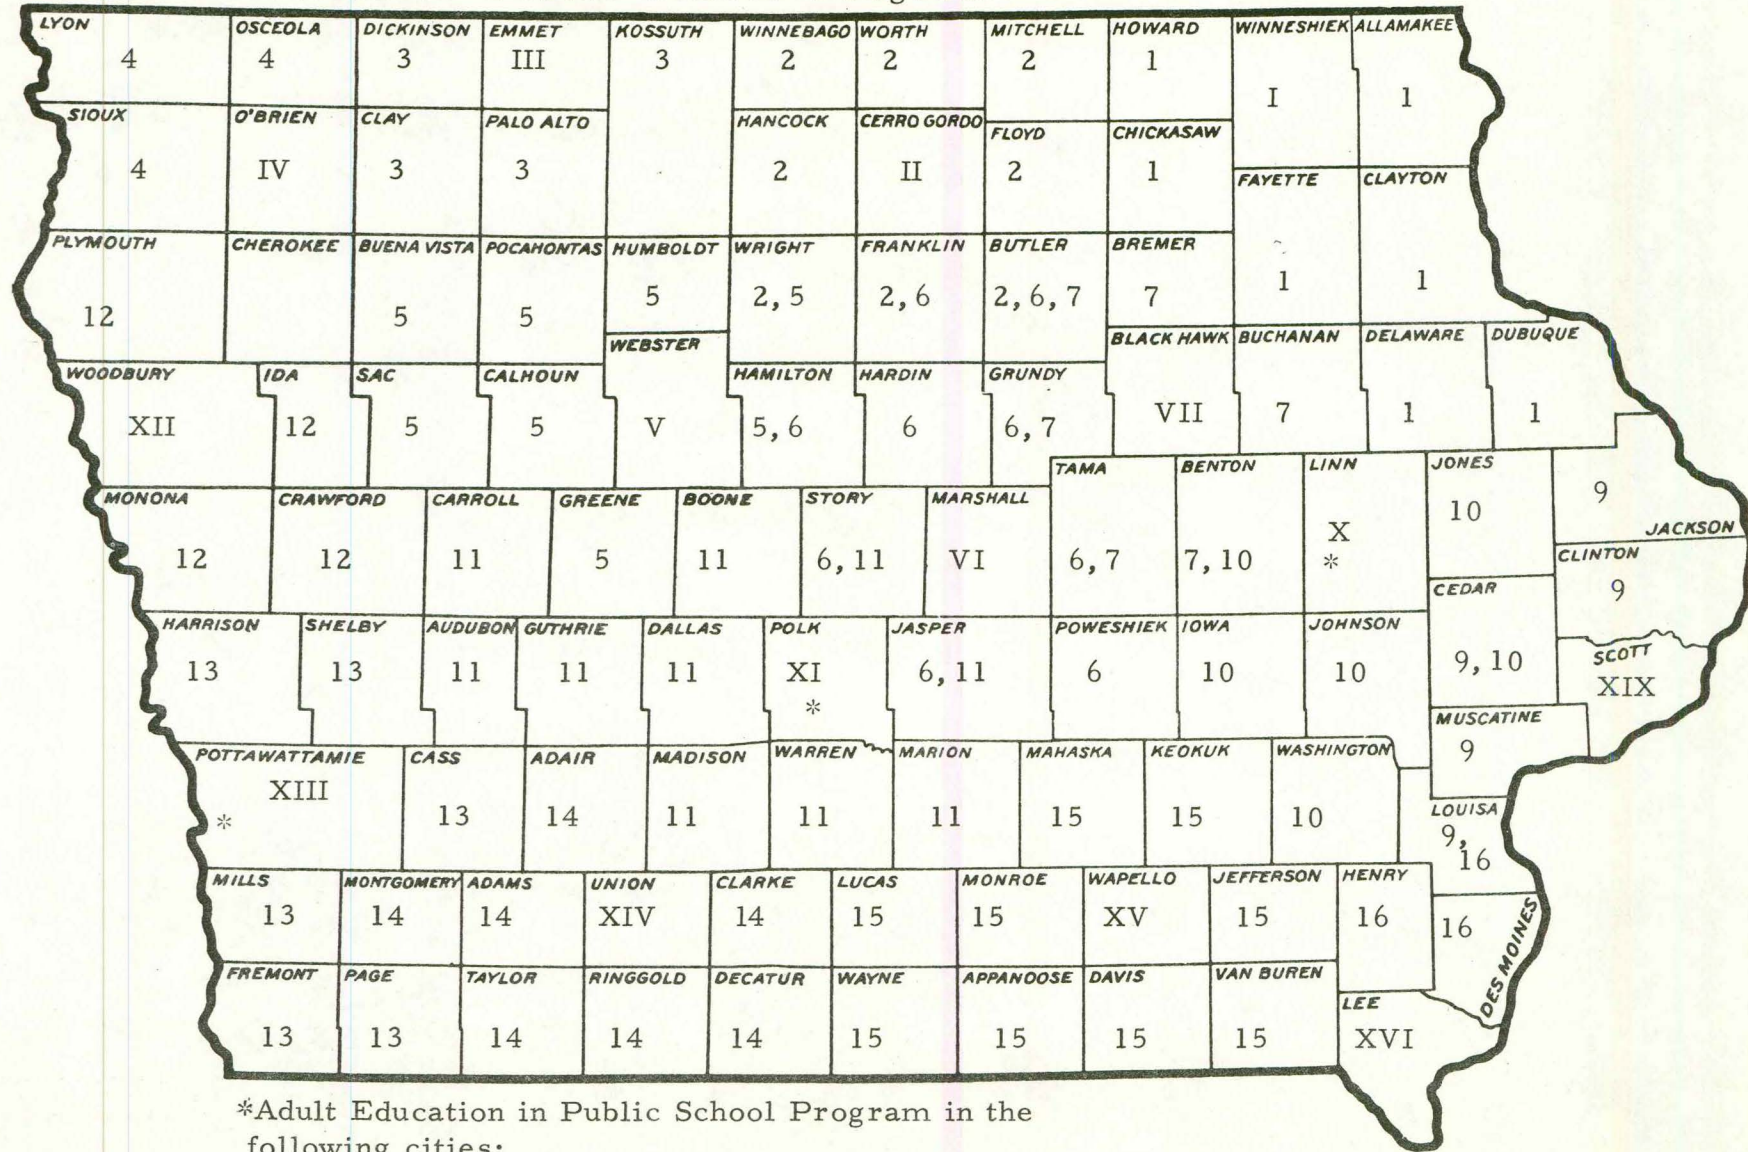 LYON OSCEOLA DICKINSON EMMET KOSSUTH WINNEBAGO WORTH MITCHELL HOWARD WINNESHIEK ALLAMAKEE
4 4 3 III 3 2 2 2 1 I 1
SIOUX O'BRIEN CLAY PALO ALTO HANCOCK CERRO GORDO FLOYD CHICKASAW
4 IV 3 3 2 II 2 1
FAYETTE CLAYTON
1 1
PLYMOUTH CHEROKEE BUENA VISTA POCAHONTAS HUMBOLDT WRIGHT FRANKLIN BUTLER BREMER
12 5 5 5 2, 5 2, 6 2, 6, 7 7
WEBSTER BLACK HAWK BUCHANAN DELAWARE DUBUQUE
V VII 7 1 1
WOODBURY IDA SAC CALHOUN HAMILTON HARDIN GRUNDY
XII 12 5 5 5, 6 6 6, 7
TAMA BENTON LINN JONES
6, 7 7, 10 X 10 9
* JACKSON
MONONA CRAWFORD CARROLL GREENE BOONE STORY MARSHALL
12 12 11 5 11 6, 11 VI
CLINTON
9
CEDAR
9, 10
HARRISON SHELBY AUDUBON GUTHRIE DALLAS POLK JASPER POWESHIEK IOWA JOHNSON
13 13 11 11 11 XI 6, 11 6 10 10
*
SCOTT
XIX
MUSCATINE
9
POTTAWATTAMIE CASS ADAIR MADISON WARREN MARION MAHASKA KEOKUK WASHINGTON
XIII 13 14 11 11 11 15 15 10
*
LOUISA
9,
16
MILLS MONTGOMERY ADAMS UNION CLARKE LUCAS MONROE WAPELLO JEFFERSON HENRY
13 14 14 XIV 14 15 15 XV 15 16 16
DES MOINES
FREMONT PAGE TAYLOR RINGGOLD DECATUR WAYNE APPANOOSE DAVIS VAN BUREN
13 13 14 14 14 15 15 15 15
LEE
XVI
*Adult Education in Public School Program in the
following cities: